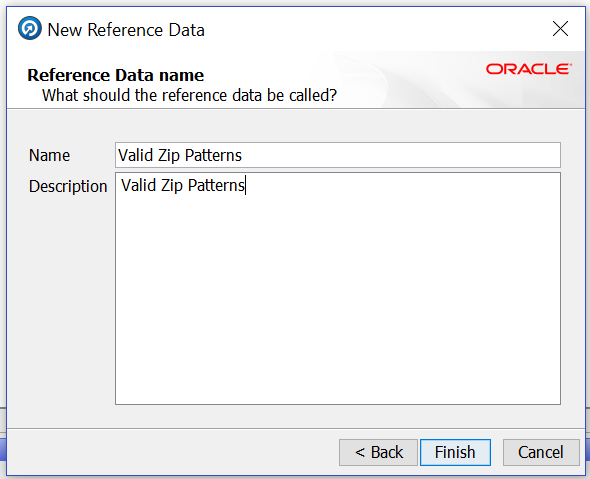 New Reference Data
Reference Data name
ORACLE
What should the reference data be called?
Name
Valid Zip Patterns
Description
Valid Zip Patterns
< Back
Finish
Cancel